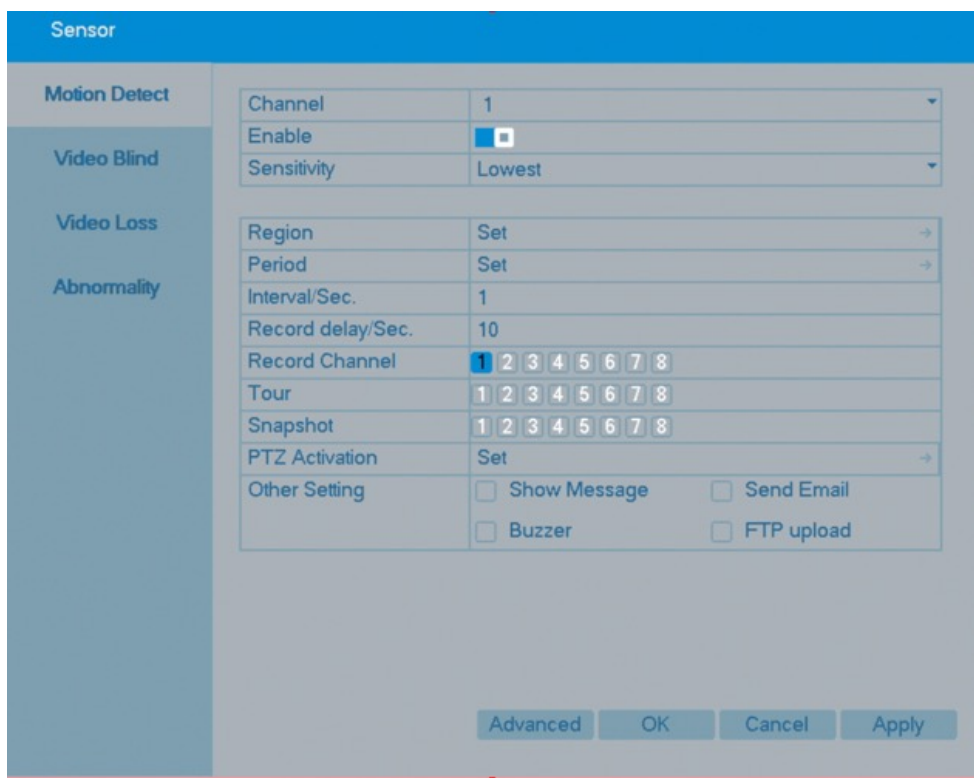 Sensor
Motion Detect
Video Blind
Video Loss
Abnormality
Channel 1
Enable
Sensitivity Lowest
Region Set
Period Set
Interval/Sec. 1
Record delay/Sec. 10
Record Channel 1 2 3 4 5 6 7 8
Tour 1 2 3 4 5 6 7 8
Snapshot 1 2 3 4 5 6 7 8
PTZ Activation Set
Other Setting Show Message Send Email
Buzzer FTP upload
Advanced OK Cancel Apply